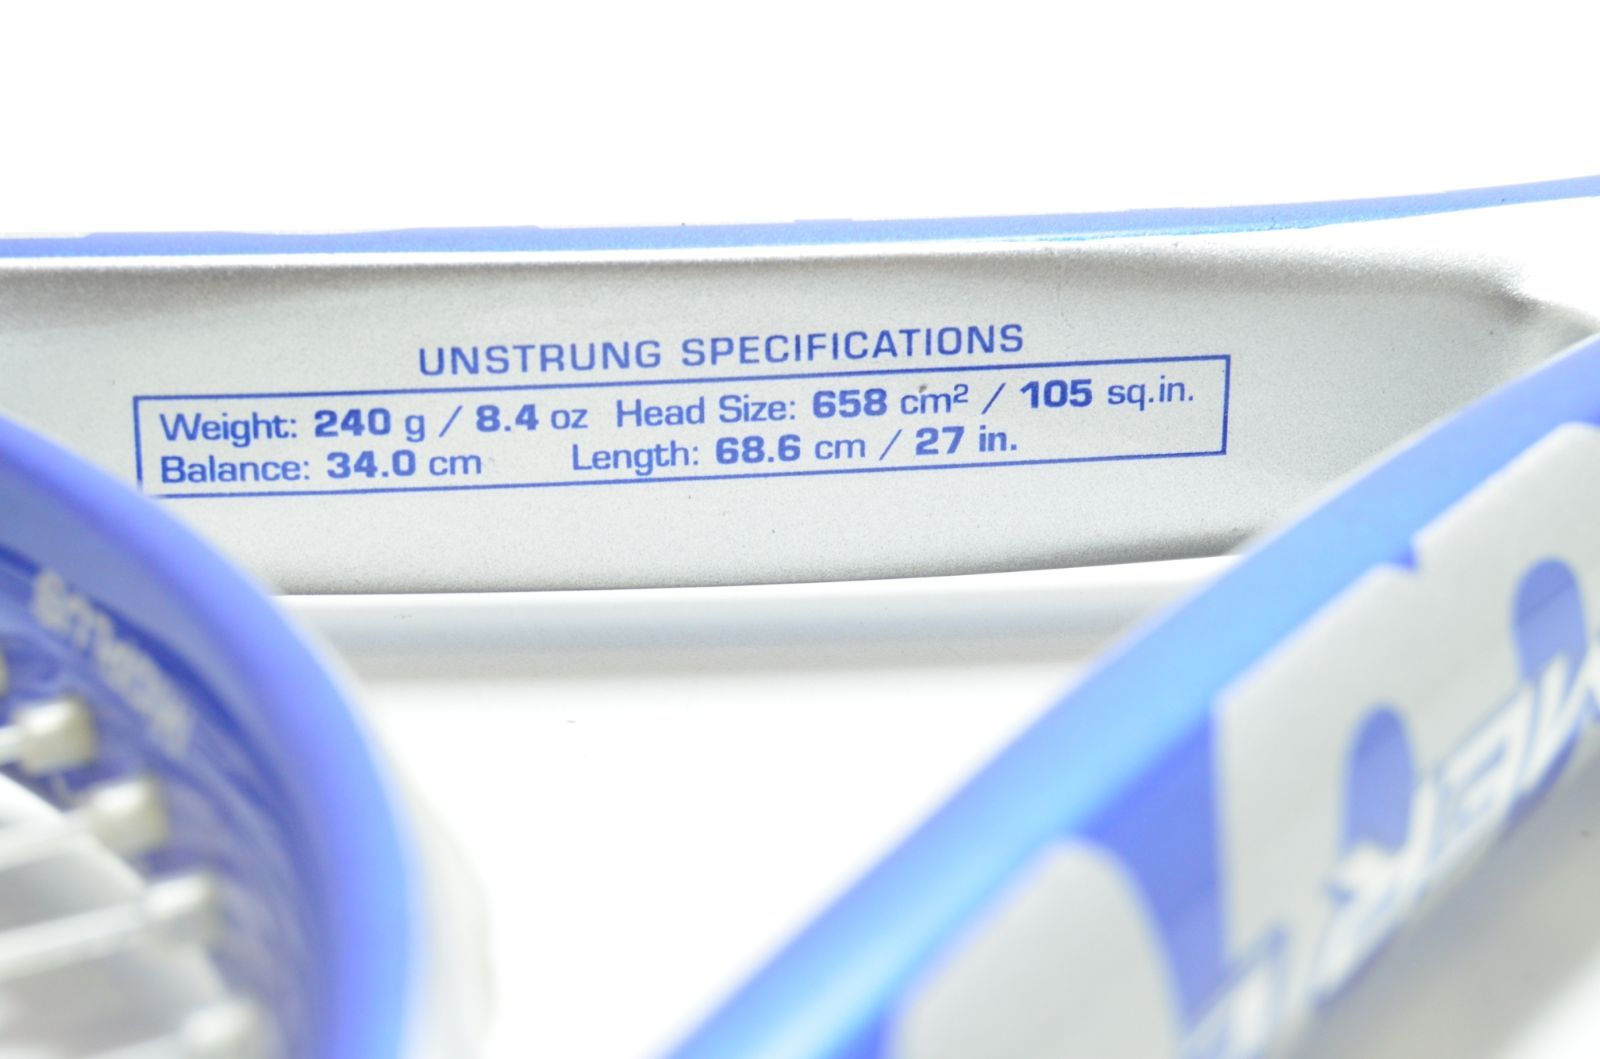 UNSTRUNG SPECIFICATIONS
Weight: 240 g / 8.4 oz Head Size: 658 cm² / 105 sq.in.
Balance: 34.0 cm Length: 68.6 cm / 27 in.